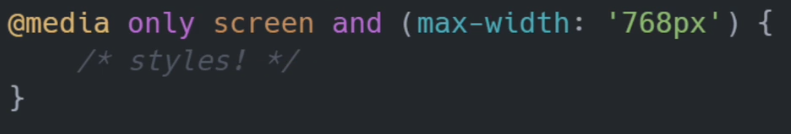 @media only screen and (max-width: '768px') {
    /* styles! */
}